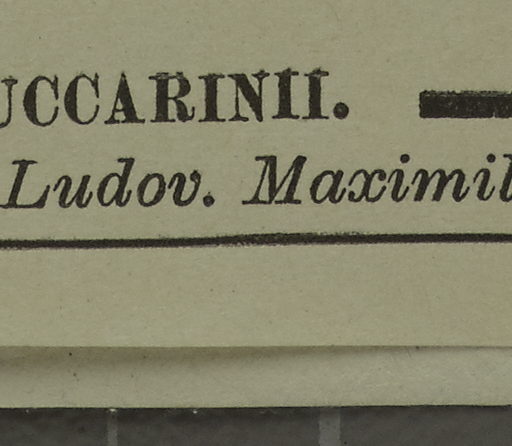 UCCARINII. —
Ludov. Maximil